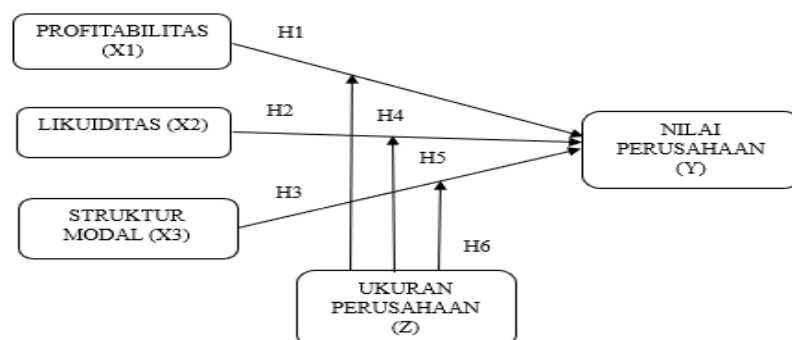 PROFITABILITAS
(X1)
H1
LIKUIDITAS (X2)
H2
H4
NILAI
PERUSAHAAN
(Y)
H5
H3
STRUKTUR
MODAL (X3)
H6
UKURAN
PERUSAHAAN
(Z)